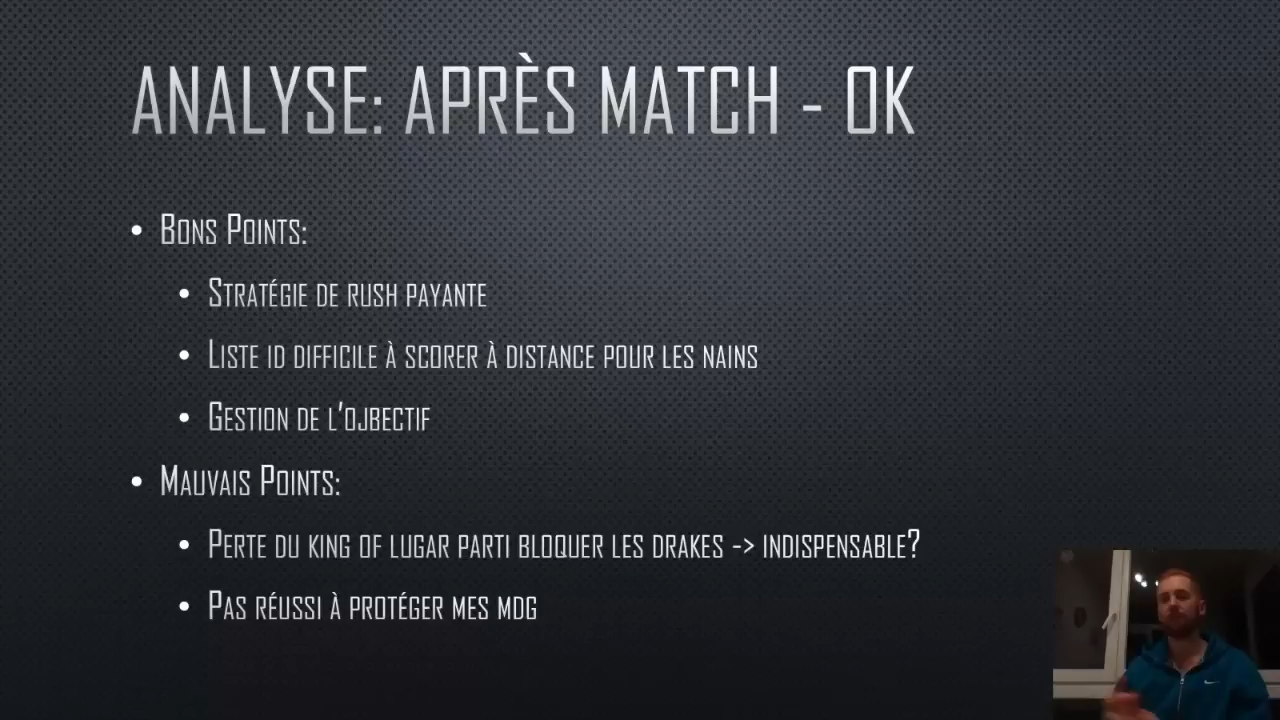 ANALYSE: APRÈS MATCH - OK
• BONS POINTS:
• STRATÉGIE DE RUSH PAYANTE
• LISTE ID DIFFICILE À SCORER À DISTANCE POUR LES NAINS
• GESTION DE L'OJBECTIF
• MAUVAIS POINTS:
• PERTE DU KING OF LUGAR PARTI BLOQUER LES DRAKES -> INDISPENSABLE?
• PAS RÉUSSI À PROTÉGER MES MDG